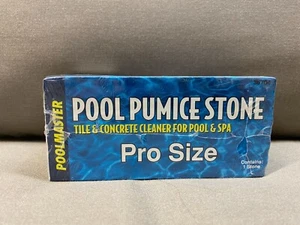 POOLMASTER
POOL PUMICE STONE
TILE & CONCRETE CLEANER FOR POOL & SPA
Pro Size
Contains:
1 Stone